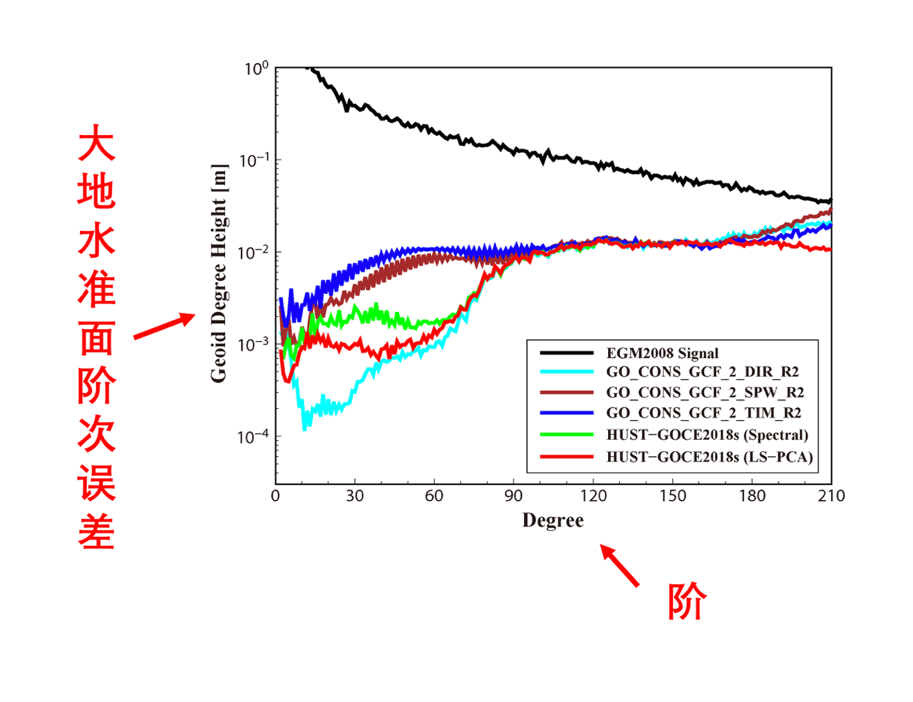 大地水准面阶次误差
Geoid Degree Height [m]
10⁰
10⁻¹
10⁻²
10⁻³
10⁻⁴
EGM2008 Signal
GO_CONS_GCF_2_DIR_R2
GO_CONS_GCF_2_SPW_R2
GO_CONS_GCF_2_TIM_R2
HUST−GOCE2018s (Spectral)
HUST−GOCE2018s (LS−PCA)
0 30 60 90 120 150 180 210
Degree
阶